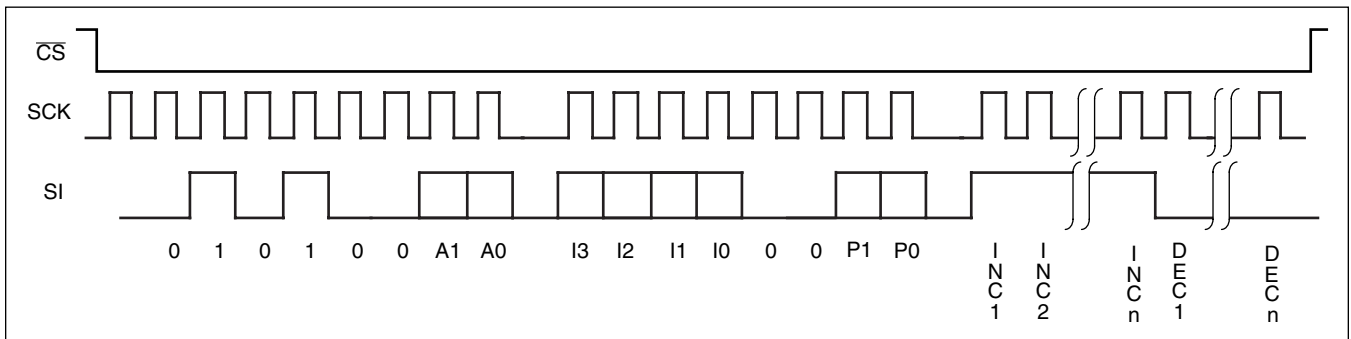 CS
SCK
SI
0 1 0 1 0 0 A1 A0 I3 I2 I1 I0 0 0 P1 P0
INC1
INC2
INCn
DEC1
DECn